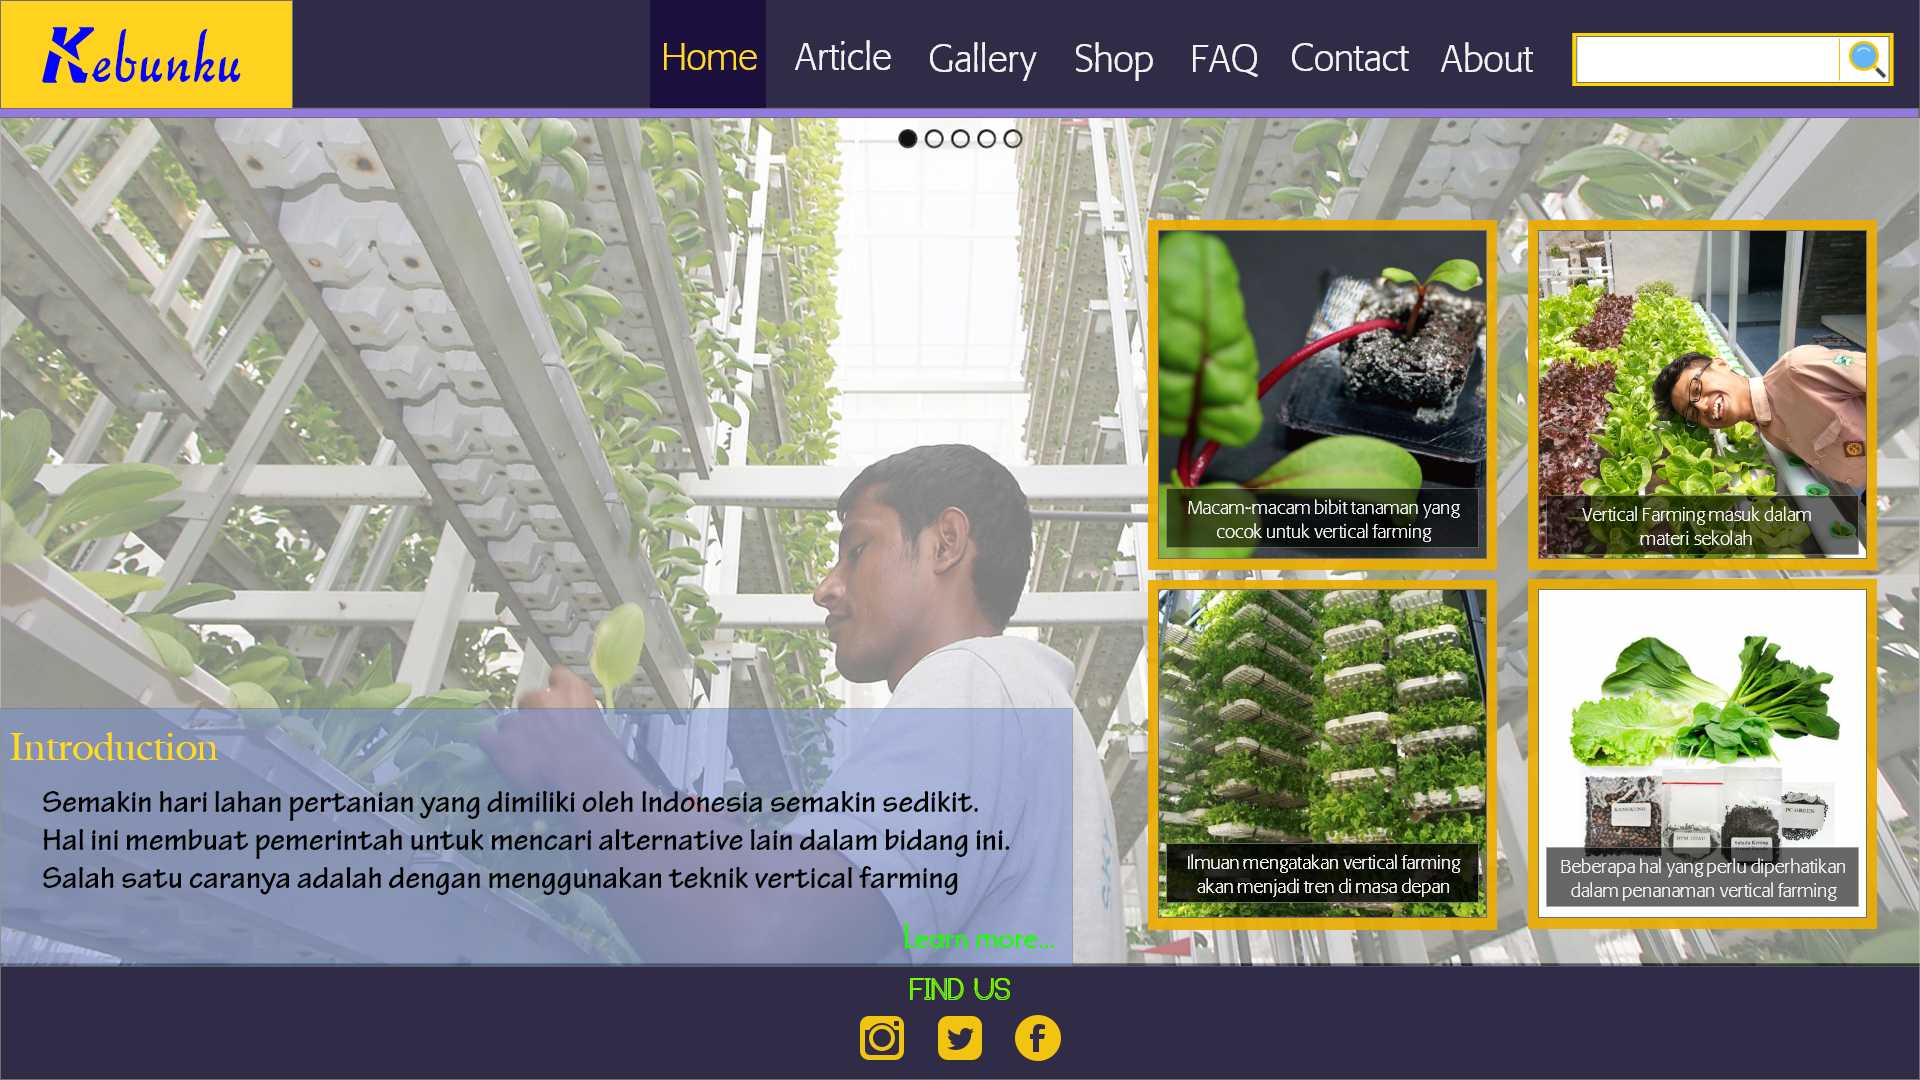 Kebunku
Home Article Gallery Shop FAQ Contact About
Macam-macam bibit tanaman yang
cocok untuk vertical farming
Vertical Farming masuk dalam
materi sekolah
Ilmuan mengatakan vertical farming
akan menjadi tren di masa depan
KANGKUNG
PC. GREEN
Beberapa hal yang perlu diperhatikan
dalam penanaman vertical farming
Introduction
Semakin hari lahan pertanian yang dimiliki oleh Indonesia semakin sedikit.
Hal ini membuat pemerintah untuk mencari alternative lain dalam bidang ini.
Salah satu caranya adalah dengan menggunakan teknik vertical farming
Learn more...
FIND US